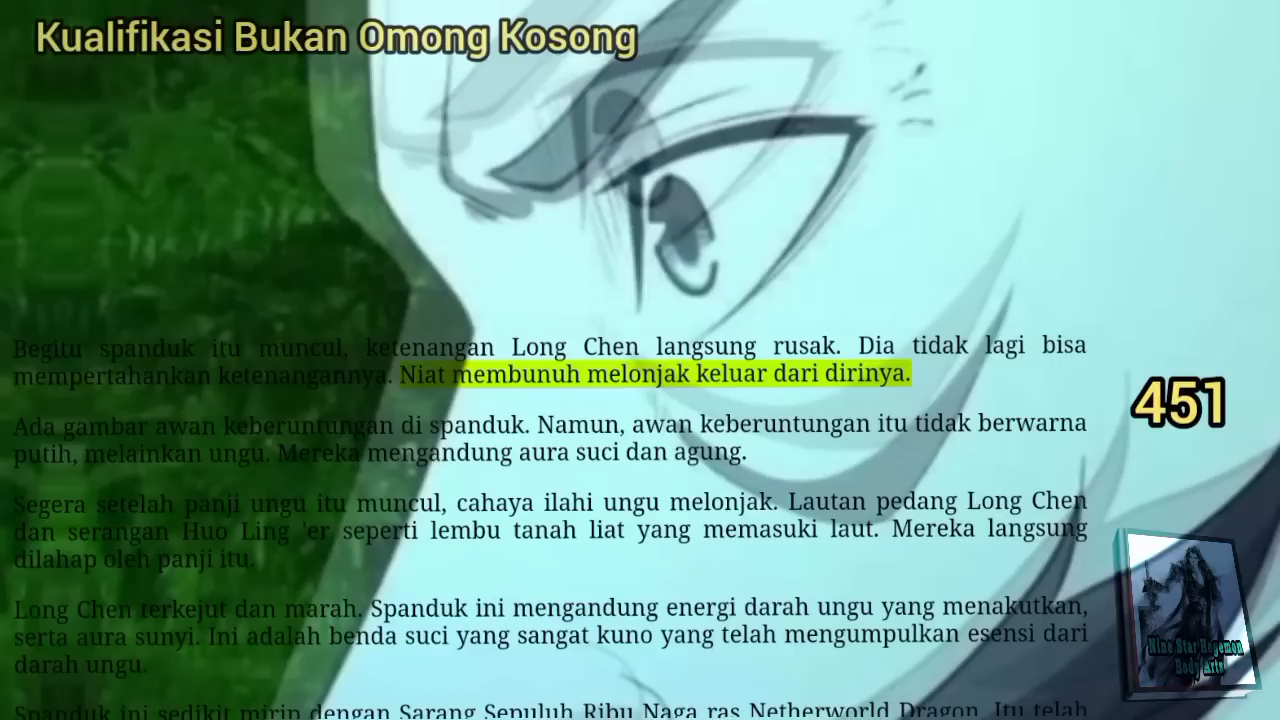 Kualifikasi Bukan Omong Kosong
Begitu spanduk itu muncul, ketenangan Long Chen langsung rusak. Dia tidak lagi bisa
mempertahankan ketenangannya. Niat membunuh melonjak keluar dari dirinya.
Ada gambar awan keberuntungan di spanduk. Namun, awan keberuntungan itu tidak berwarna
putih, melainkan ungu. Mereka mengandung aura suci dan agung.
451
Segera setelah panji ungu itu muncul, cahaya ilahi ungu melonjak. Lautan pedang Long Chen
dan serangan Huo Ling 'er seperti lembu tanah liat yang memasuki laut. Mereka langsung
dilahap oleh panji itu.
Long Chen terkejut dan marah. Spanduk ini mengandung energi darah ungu yang menakutkan,
serta aura sunyi. Ini adalah benda suci yang sangat kuno yang telah mengumpulkan esensi dari
darah ungu.
Nine Star Hegemon
Body Arts
Spanduk ini sedikit mirip dengan Sarang Sepuluh Ribu Naga ras Netherworld Dragon. Itu telah